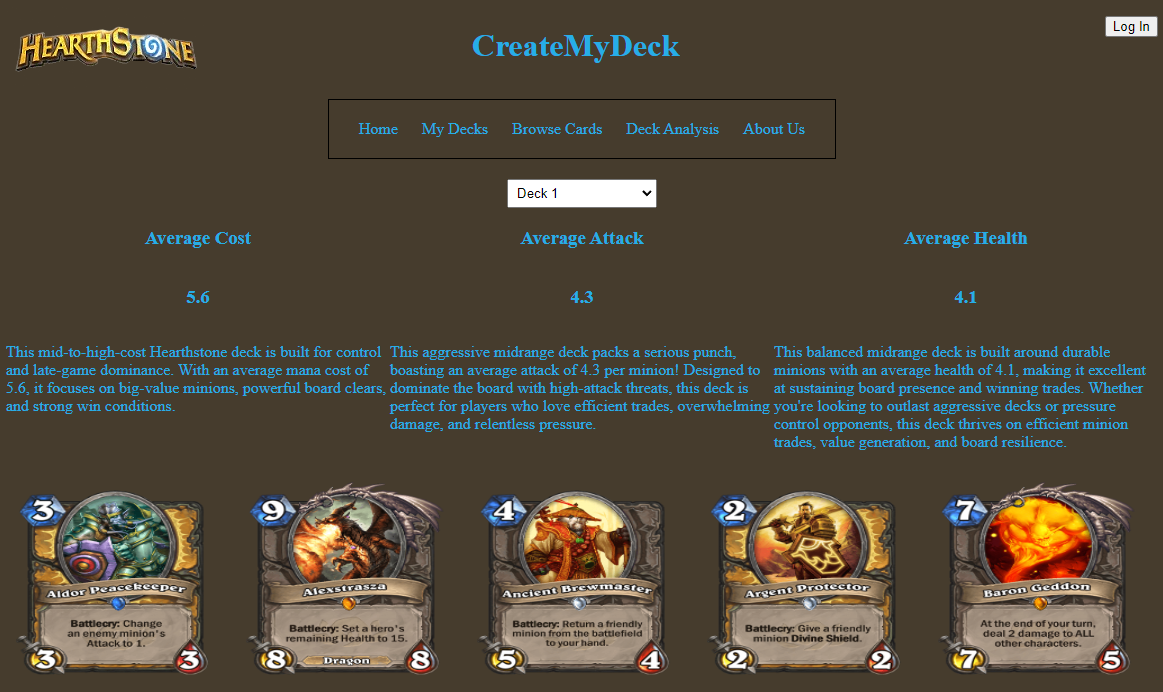 HEARTHSTONE
CreateMyDeck
Log In
Home My Decks Browse Cards Deck Analysis About Us
Deck 1
Average Cost
5.6
This mid-to-high-cost Hearthstone deck is built for control
and late-game dominance. With an average mana cost of
5.6, it focuses on big-value minions, powerful board clears,
and strong win conditions.
Average Attack
4.3
This aggressive midrange deck packs a serious punch,
boasting an average attack of 4.3 per minion! Designed to
dominate the board with high-attack threats, this deck is
perfect for players who love efficient trades, overwhelming
damage, and relentless pressure.
Average Health
4.1
This balanced midrange deck is built around durable
minions with an average health of 4.1, making it excellent
at sustaining board presence and winning trades. Whether
you're looking to outlast aggressive decks or pressure
control opponents, this deck thrives on efficient minion
trades, value generation, and board resilience.
3
Aldor Peacekeeper
Battlecry: Change
an enemy minion's
Attack to 1.
3 3
9
Alexstrasza
Battlecry: Set a hero's
remaining Health to 15.
8 Dragon 8
4
Ancient Brewmaster
Battlecry: Return a friendly
minion from the battlefield
to your hand.
5 4
2
Argent Protector
Battlecry: Give a friendly
minion Divine Shield.
2 2
7
Baron Geddon
At the end of your turn,
deal 2 damage to ALL
other characters.
7 5